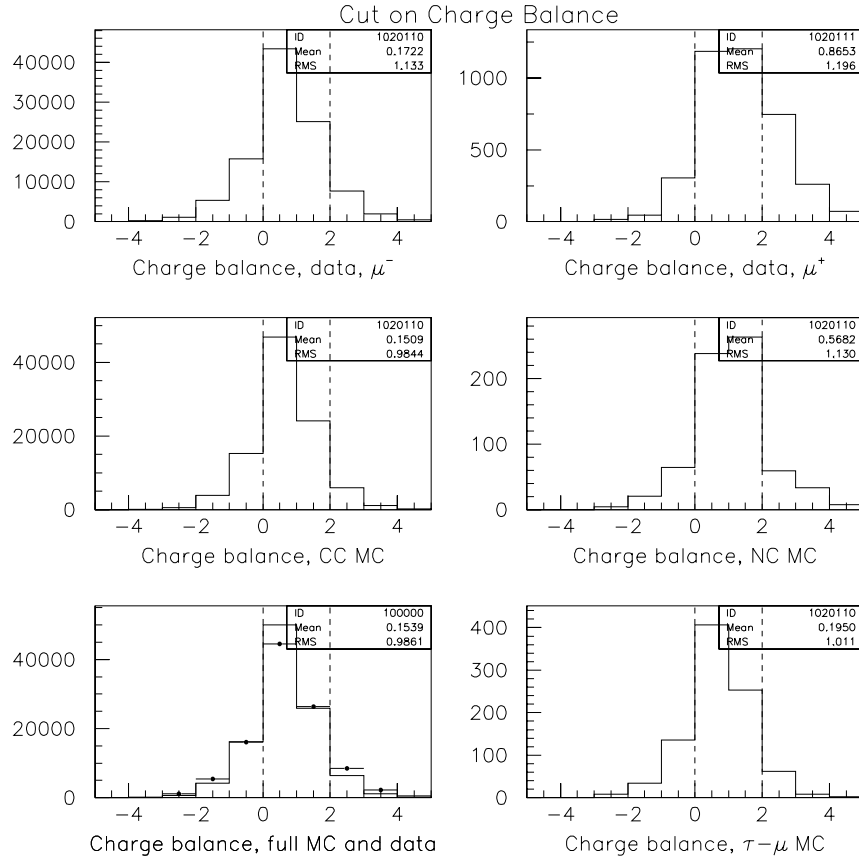 Cut on Charge Balance
ID 1020110
Mean 0.1722
RMS 1.133
40000
30000
20000
10000
0
−4 −2 0 2 4
Charge balance, data, μ⁻
ID 1020111
Mean 0.8653
RMS 1.196
1000
500
0
−4 −2 0 2 4
Charge balance, data, μ⁺
ID 1020110
Mean 0.1509
RMS 0.9844
40000
20000
0
−4 −2 0 2 4
Charge balance, CC MC
ID 1020110
Mean 0.5682
RMS 1.130
200
100
0
−4 −2 0 2 4
Charge balance, NC MC
ID 100000
Mean 0.1539
RMS 0.9861
40000
20000
0
−4 −2 0 2 4
Charge balance, full MC and data
ID 1020110
Mean 0.1950
RMS 1.011
400
300
200
100
0
−4 −2 0 2 4
Charge balance, τ−μ MC